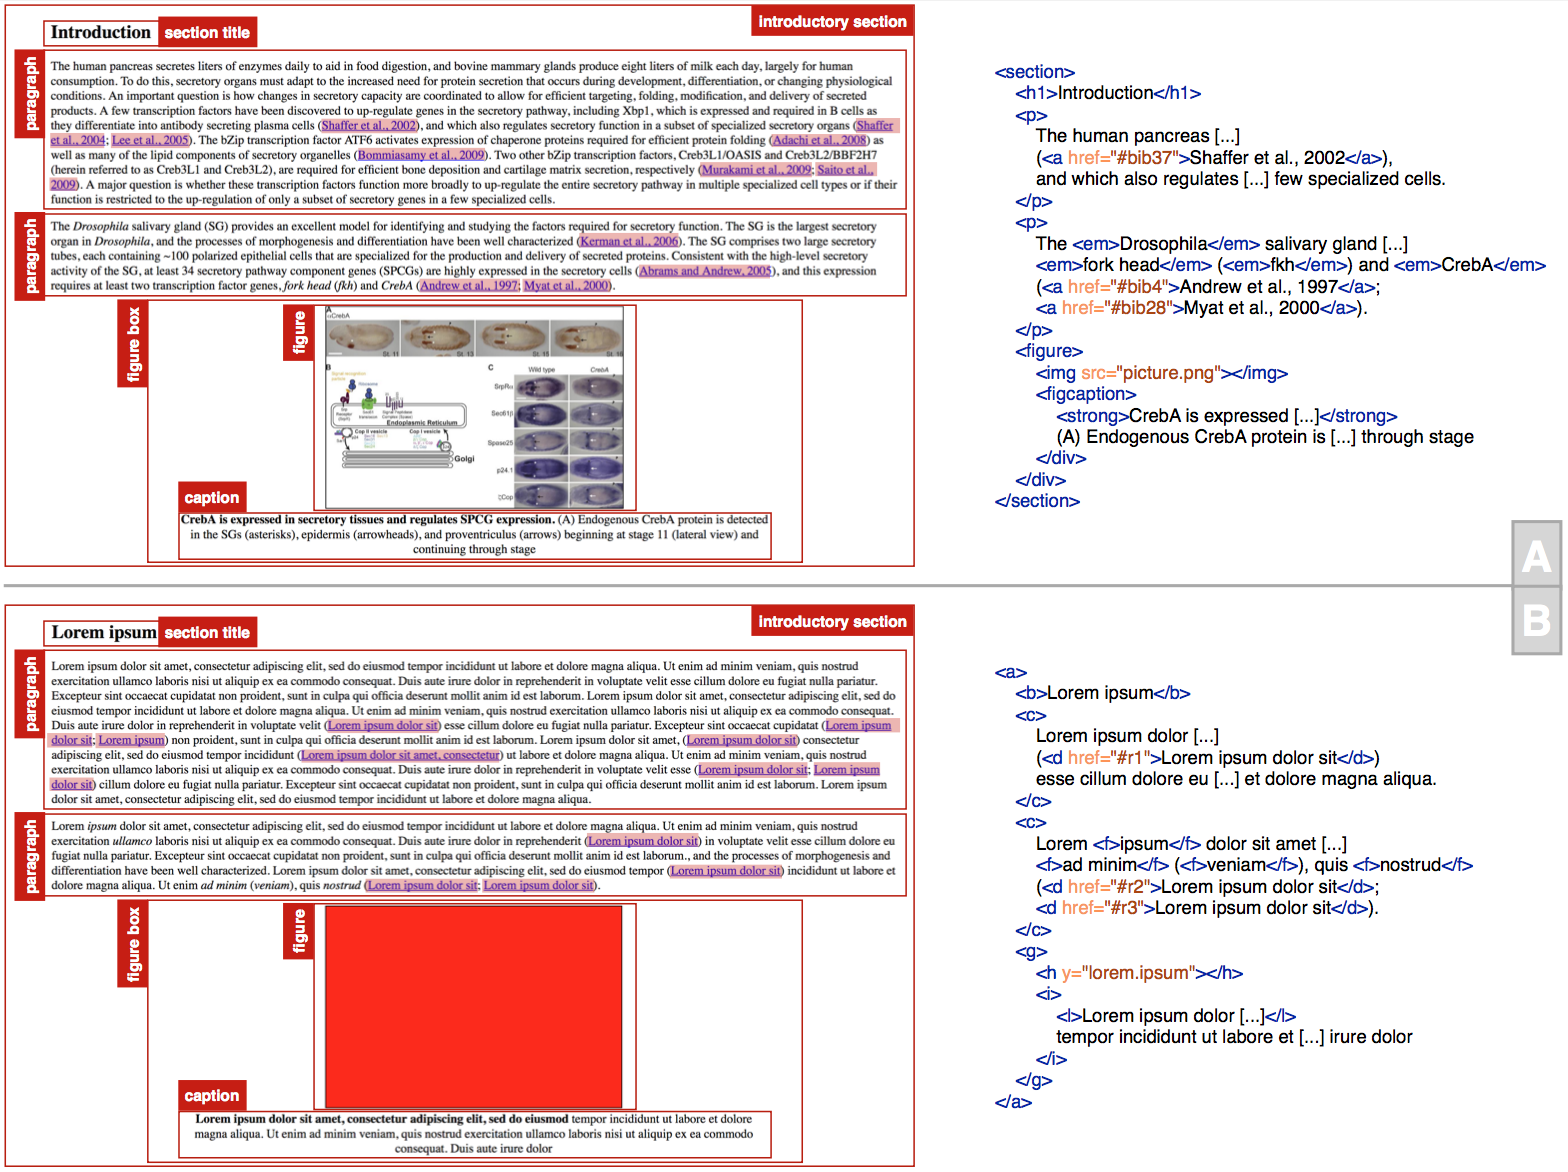 introductory section
Introduction
section title
paragraph
The human pancreas secretes liters of enzymes daily to aid in food digestion, and bovine mammary glands produce eight liters of milk each day, largely for human
consumption. To do this, secretory organs must adapt to the increased need for protein secretion that occurs during development, differentiation, or changing physiological
conditions. An important question is how changes in secretory capacity are coordinated to allow for efficient targeting, folding, modification, and delivery of secreted
products. A few transcription factors have been discovered to up-regulate genes in the secretory pathway, including Xbp1, which is expressed and required in B cells as
they differentiate into antibody secreting plasma cells (Shaffer et al., 2002), and which also regulates secretory function in a subset of specialized secretory organs (Shaffer
et al., 2004; Lee et al., 2005). The bZip transcription factor ATF6 activates expression of chaperone proteins required for efficient protein folding (Adachi et al., 2008) as
well as many of the lipid components of secretory organelles (Bommiasamy et al., 2009). Two other bZip transcription factors, Creb3L1/OASIS and Creb3L2/BBF2H7
(herein referred to as Creb3L1 and Creb3L2), are required for efficient bone deposition and cartilage matrix secretion, respectively (Murakami et al., 2009; Saito et al.,
2009). A major question is whether these transcription factors function more broadly to up-regulate the entire secretory pathway in multiple specialized cell types or if their
function is restricted to the up-regulation of only a subset of secretory genes in a few specialized cells.
paragraph
The Drosophila salivary gland (SG) provides an excellent model for identifying and studying the factors required for secretory function. The SG is the largest secretory
organ in Drosophila, and the processes of morphogenesis and differentiation have been well characterized (Kerman et al., 2006). The SG comprises two large secretory
tubes, each containing ~100 polarized epithelial cells that are specialized for the production and delivery of secreted proteins. Consistent with the high-level secretory
activity of the SG, at least 34 secretory pathway component genes (SPCGs) are highly expressed in the secretory cells (Abrams and Andrew, 2005), and this expression
requires at least two transcription factor genes, fork head (fkh) and CrebA (Andrew et al., 1997; Myat et al., 2000).
figure box
figure
A
αCrebA
St. 11
St. 13
St. 15
St. 16
B
Endoplasmic Reticulum
Cop II vesicle
Cop I vesicle
Golgi
C
Wild type
CrebA
SrpRα
Sec61β
Spase25
p24.1
ζCop
caption
CrebA is expressed in secretory tissues and regulates SPCG expression. (A) Endogenous CrebA protein is detected
in the SGs (asterisks), epidermis (arrowheads), and proventriculus (arrows) beginning at stage 11 (lateral view) and
continuing through stage
<section>
<h1>Introduction</h1>
<p>
The human pancreas [...]
(<a href="#bib37">Shaffer et al., 2002</a>),
and which also regulates [...] few specialized cells.
</p>
<p>
The <em>Drosophila</em> salivary gland [...]
<em>fork head</em> (<em>fkh</em>) and <em>CrebA</em>
(<a href="#bib4">Andrew et al., 1997</a>;
<a href="#bib28">Myat et al., 2000</a>).
</p>
<figure>
<img src="picture.png"></img>
<figcaption>
<strong>CrebA is expressed [...]</strong>
(A) Endogenous CrebA protein is [...] through stage
</div>
</div>
</section>
A
B
introductory section
Lorem ipsum
section title
paragraph
Lorem ipsum dolor sit amet, consectetur adipiscing elit, sed do eiusmod tempor incididunt ut labore et dolore magna aliqua. Ut enim ad minim veniam, quis nostrud
exercitation ullamco laboris nisi ut aliquip ex ea commodo consequat. Duis aute irure dolor in reprehenderit in voluptate velit esse cillum dolore eu fugiat nulla pariatur.
Excepteur sint occaecat cupidatat non proident, sunt in culpa qui officia deserunt mollit anim id est laborum. Lorem ipsum dolor sit amet, consectetur adipiscing elit, sed do
eiusmod tempor incididunt ut labore et dolore magna aliqua. Ut enim ad minim veniam, quis nostrud exercitation ullamco laboris nisi ut aliquip ex ea commodo consequat.
Duis aute irure dolor in reprehenderit in voluptate velit (Lorem ipsum dolor sit) esse cillum dolore eu fugiat nulla pariatur. Excepteur sint occaecat cupidatat (Lorem ipsum
dolor sit; Lorem ipsum) non proident, sunt in culpa qui officia deserunt mollit anim id est laborum. Lorem ipsum dolor sit amet, (Lorem ipsum dolor sit) consectetur
adipiscing elit, sed do eiusmod tempor incididunt (Lorem ipsum dolor sit amet, consectetur) ut labore et dolore magna aliqua. Ut enim ad minim veniam, quis nostrud
exercitation ullamco laboris nisi ut aliquip ex ea commodo consequat. Duis aute irure dolor in reprehenderit in voluptate velit esse (Lorem ipsum dolor sit; Lorem ipsum
dolor sit) cillum dolore eu fugiat nulla pariatur. Excepteur sint occaecat cupidatat non proident, sunt in culpa qui officia deserunt mollit anim id est laborum. Lorem ipsum
dolor sit amet, consectetur adipiscing elit, sed do eiusmod tempor incididunt ut labore et dolore magna aliqua.
paragraph
Lorem ipsum dolor sit amet, consectetur adipiscing elit, sed do eiusmod tempor incididunt ut labore et dolore magna aliqua. Ut enim ad minim veniam, quis nostrud
exercitation ullamco laboris nisi ut aliquip ex ea commodo consequat. Duis aute irure dolor in reprehenderit (Lorem ipsum dolor sit) in voluptate velit esse cillum dolore eu
fugiat nulla pariatur. Excepteur sint occaecat cupidatat non proident, sunt in culpa qui officia deserunt mollit anim id est laborum., and the processes of morphogenesis and
differentiation have been well characterized. Lorem ipsum dolor sit amet, consectetur adipiscing elit, sed do eiusmod tempor (Lorem ipsum dolor sit) incididunt ut labore et
dolore magna aliqua. Ut enim ad minim (veniam), quis nostrud (Lorem ipsum dolor sit; Lorem ipsum dolor sit).
figure box
figure
caption
Lorem ipsum dolor sit amet, consectetur adipiscing elit, sed do eiusmod tempor incididunt ut labore et dolore
magna aliqua. Ut enim ad minim veniam, quis nostrud exercitation ullamco laboris nisi ut aliquip ex ea commodo
consequat. Duis aute irure dolor
<a>
<b>Lorem ipsum</b>
<c>
Lorem ipsum dolor [...]
(<d href="#r1">Lorem ipsum dolor sit</d>)
esse cillum dolore eu [...] et dolore magna aliqua.
</c>
<c>
Lorem <f>ipsum</f> dolor sit amet [...]
<f>ad minim</f> (<f>veniam</f>), quis <f>nostrud</f>
(<d href="#r2">Lorem ipsum dolor sit</d>;
<d href="#r3">Lorem ipsum dolor sit</d>).
</c>
<g>
<h y="lorem.ipsum"></h>
<i>
<l>Lorem ipsum dolor [...]</l>
tempor incididunt ut labore et [...] irure dolor
</i>
</g>
</a>